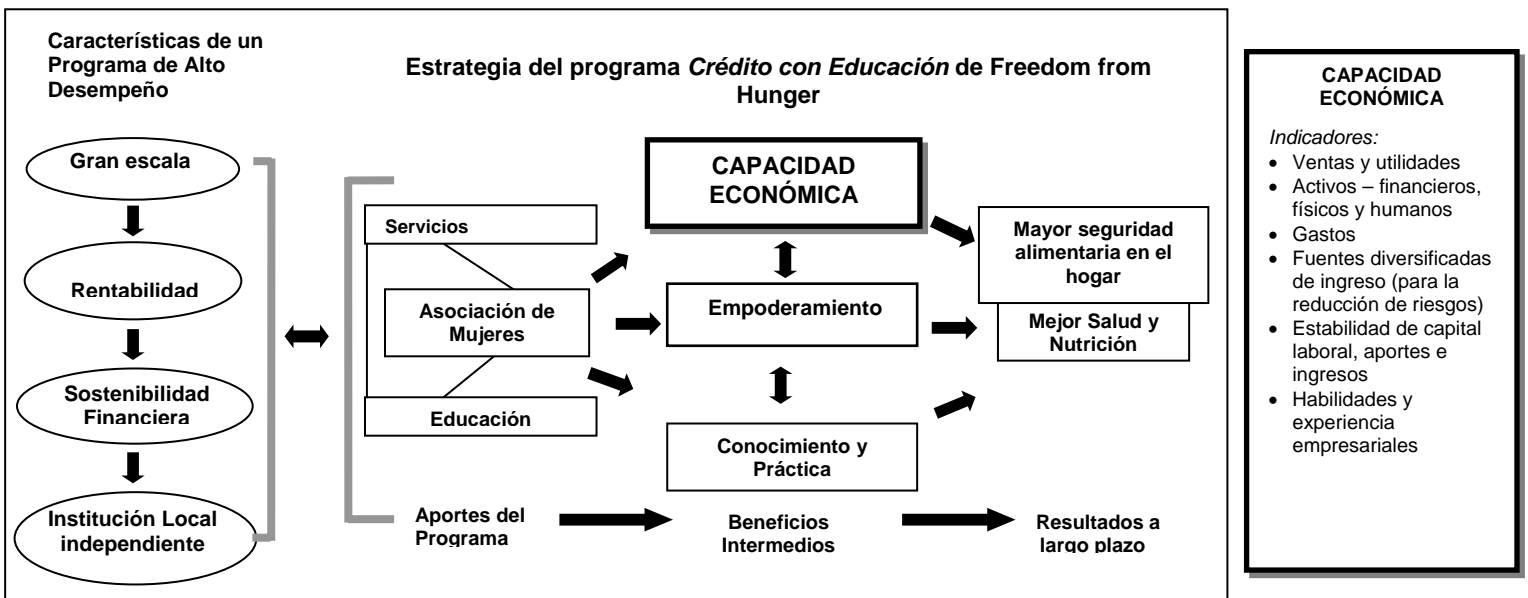 Características de un
Programa de Alto
Desempeño
Gran escala
Rentabilidad
Sostenibilidad
Financiera
Institución Local
independiente
Estrategia del programa Crédito con Educación de Freedom from
Hunger
Servicios
Asociación de
Mujeres
Educación
CAPACIDAD
ECONÓMICA
Empoderamiento
Conocimiento y
Práctica
Mayor seguridad
alimentaria en el
hogar
Mejor Salud y
Nutrición
Aportes del
Programa
Beneficios
Intermedios
Resultados a
largo plazo
CAPACIDAD
ECONÓMICA
Indicadores:
• Ventas y utilidades
• Activos – financieros,
físicos y humanos
• Gastos
• Fuentes diversificadas
de ingreso (para la
reducción de riesgos)
• Estabilidad de capital
laboral, aportes e
ingresos
• Habilidades y
experiencia
empresariales